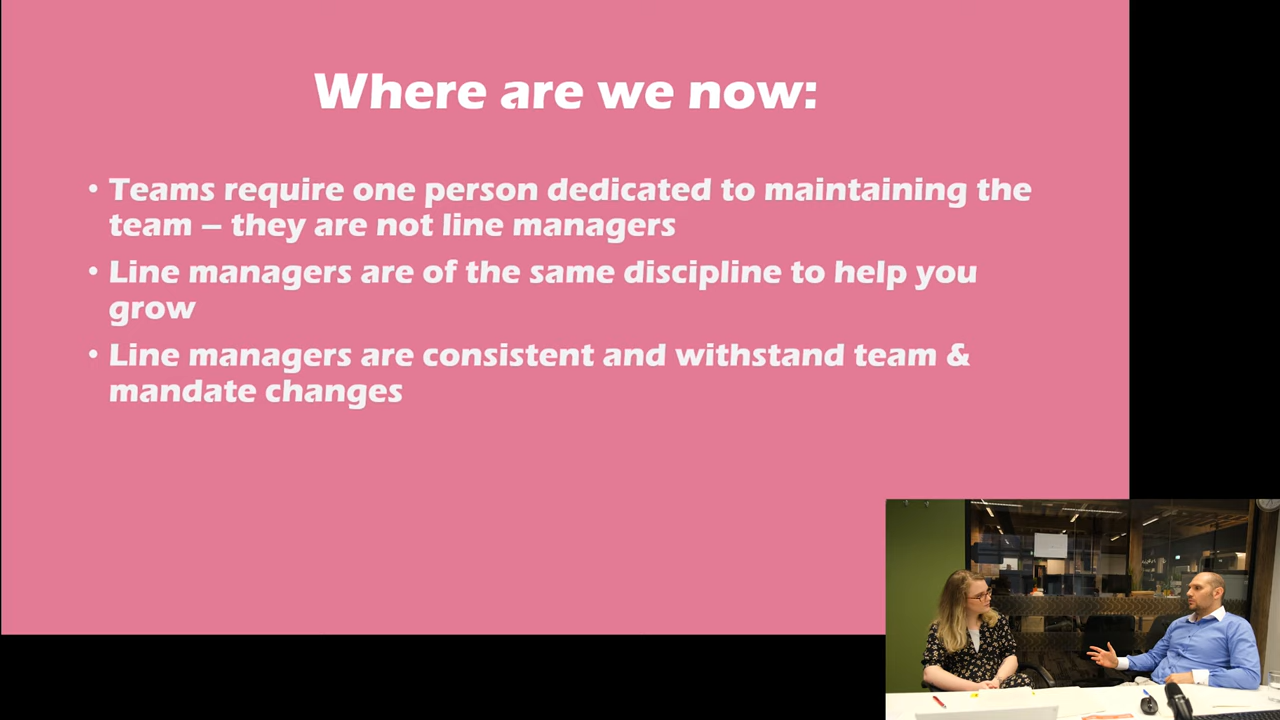 Where are we now:
• Teams require one person dedicated to maintaining the
team – they are not line managers
• Line managers are of the same discipline to help you
grow
• Line managers are consistent and withstand team &
mandate changes